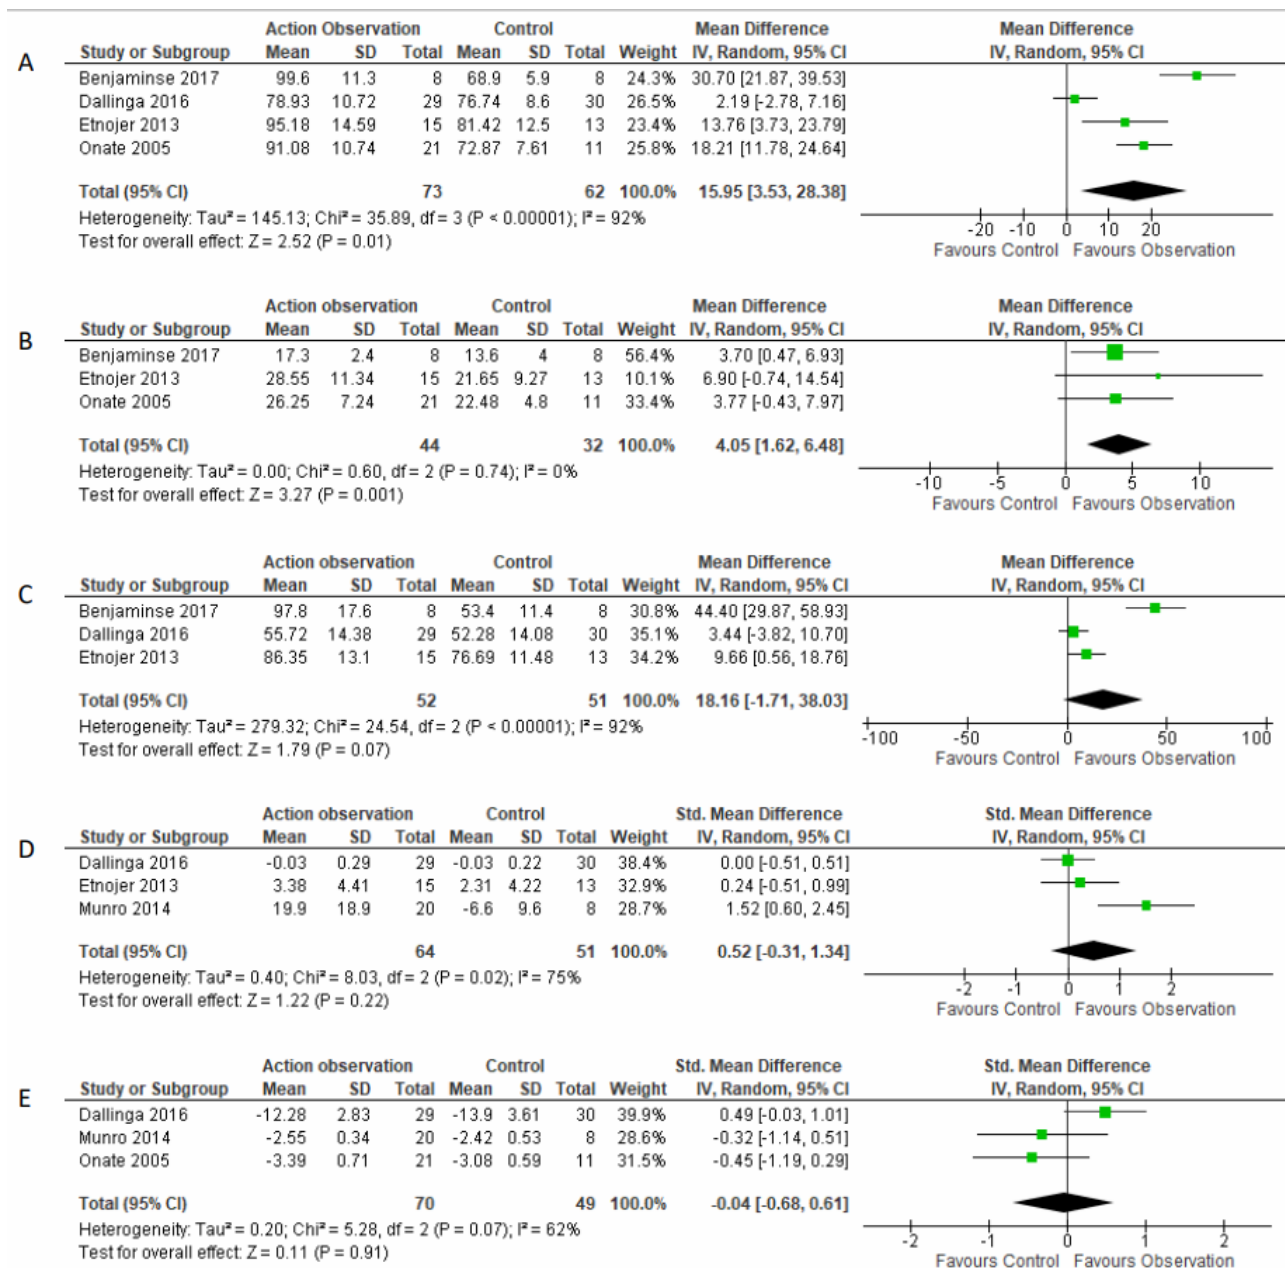 A
Action Observation Control Mean Difference Mean Difference
Study or Subgroup Mean SD Total Mean SD Total Weight IV, Random, 95% CI IV, Random, 95% CI
Benjaminse 2017 99.6 11.3 8 68.9 5.9 8 24.3% 30.70 [21.87, 39.53]
Dallinga 2016 78.93 10.72 29 76.74 8.6 30 26.5% 2.19 [-2.78, 7.16]
Etnojer 2013 95.18 14.59 15 81.42 12.5 13 23.4% 13.76 [3.73, 23.79]
Onate 2005 91.08 10.74 21 72.87 7.61 11 25.8% 18.21 [11.78, 24.64]
Total (95% CI) 73 62 100.0% 15.95 [3.53, 28.38]
Heterogeneity: Tau² = 145.13; Chi² = 35.89, df = 3 (P < 0.00001); I² = 92%
Test for overall effect: Z = 2.52 (P = 0.01)
-20 -10 0 10 20
Favours Control Favours Observation
B
Action observation Control Mean Difference Mean Difference
Study or Subgroup Mean SD Total Mean SD Total Weight IV, Random, 95% CI IV, Random, 95% CI
Benjaminse 2017 17.3 2.4 8 13.6 4 8 56.4% 3.70 [0.47, 6.93]
Etnojer 2013 28.55 11.34 15 21.65 9.27 13 10.1% 6.90 [-0.74, 14.54]
Onate 2005 26.25 7.24 21 22.48 4.8 11 33.4% 3.77 [-0.43, 7.97]
Total (95% CI) 44 32 100.0% 4.05 [1.62, 6.48]
Heterogeneity: Tau² = 0.00; Chi² = 0.60, df = 2 (P = 0.74); I² = 0%
Test for overall effect: Z = 3.27 (P = 0.001)
-10 -5 0 5 10
Favours Control Favours Observation
C
Action observation Control Mean Difference Mean Difference
Study or Subgroup Mean SD Total Mean SD Total Weight IV, Random, 95% CI IV, Random, 95% CI
Benjaminse 2017 97.8 17.6 8 53.4 11.4 8 30.8% 44.40 [29.87, 58.93]
Dallinga 2016 55.72 14.38 29 52.28 14.08 30 35.1% 3.44 [-3.82, 10.70]
Etnojer 2013 86.35 13.1 15 76.69 11.48 13 34.2% 9.66 [0.56, 18.76]
Total (95% CI) 52 51 100.0% 18.16 [-1.71, 38.03]
Heterogeneity: Tau² = 279.32; Chi² = 24.54, df = 2 (P < 0.00001); I² = 92%
Test for overall effect: Z = 1.79 (P = 0.07)
-100 -50 0 50 100
Favours Control Favours Observation
D
Action observation Control Std. Mean Difference Std. Mean Difference
Study or Subgroup Mean SD Total Mean SD Total Weight IV, Random, 95% CI IV, Random, 95% CI
Dallinga 2016 -0.03 0.29 29 -0.03 0.22 30 38.4% 0.00 [-0.51, 0.51]
Etnojer 2013 3.38 4.41 15 2.31 4.22 13 32.9% 0.24 [-0.51, 0.99]
Munro 2014 19.9 18.9 20 -6.6 9.6 8 28.7% 1.52 [0.60, 2.45]
Total (95% CI) 64 51 100.0% 0.52 [-0.31, 1.34]
Heterogeneity: Tau² = 0.40; Chi² = 8.03, df = 2 (P = 0.02); I² = 75%
Test for overall effect: Z = 1.22 (P = 0.22)
-2 -1 0 1 2
Favours Control Favours Observation
E
Action observation Control Std. Mean Difference Std. Mean Difference
Study or Subgroup Mean SD Total Mean SD Total Weight IV, Random, 95% CI IV, Random, 95% CI
Dallinga 2016 -12.28 2.83 29 -13.9 3.61 30 39.9% 0.49 [-0.03, 1.01]
Munro 2014 -2.55 0.34 20 -2.42 0.53 8 28.6% -0.32 [-1.14, 0.51]
Onate 2005 -3.39 0.71 21 -3.08 0.59 11 31.5% -0.45 [-1.19, 0.29]
Total (95% CI) 70 49 100.0% -0.04 [-0.68, 0.61]
Heterogeneity: Tau² = 0.20; Chi² = 5.28, df = 2 (P = 0.07); I² = 62%
Test for overall effect: Z = 0.11 (P = 0.91)
-2 -1 0 1 2
Favours Control Favours Observation